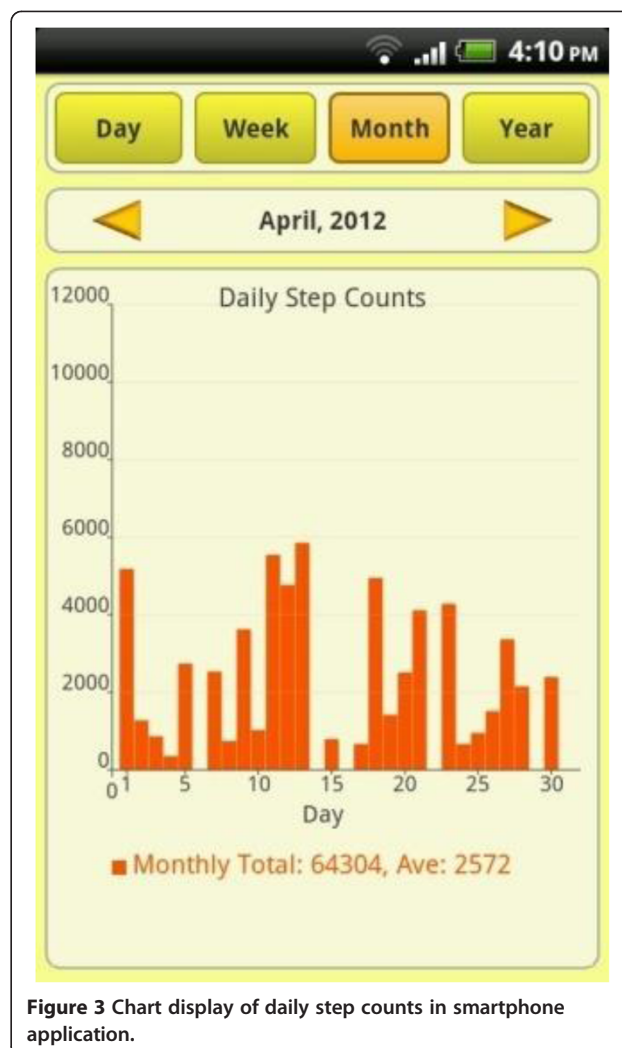 4:10 PM
Day Week Month Year
April, 2012
Daily Step Counts
12000
10000
8000
6000
4000
2000
0
0 1 5 10 15 20 25 30
Day
Monthly Total: 64304, Ave: 2572
Figure 3 Chart display of daily step counts in smartphone
application.